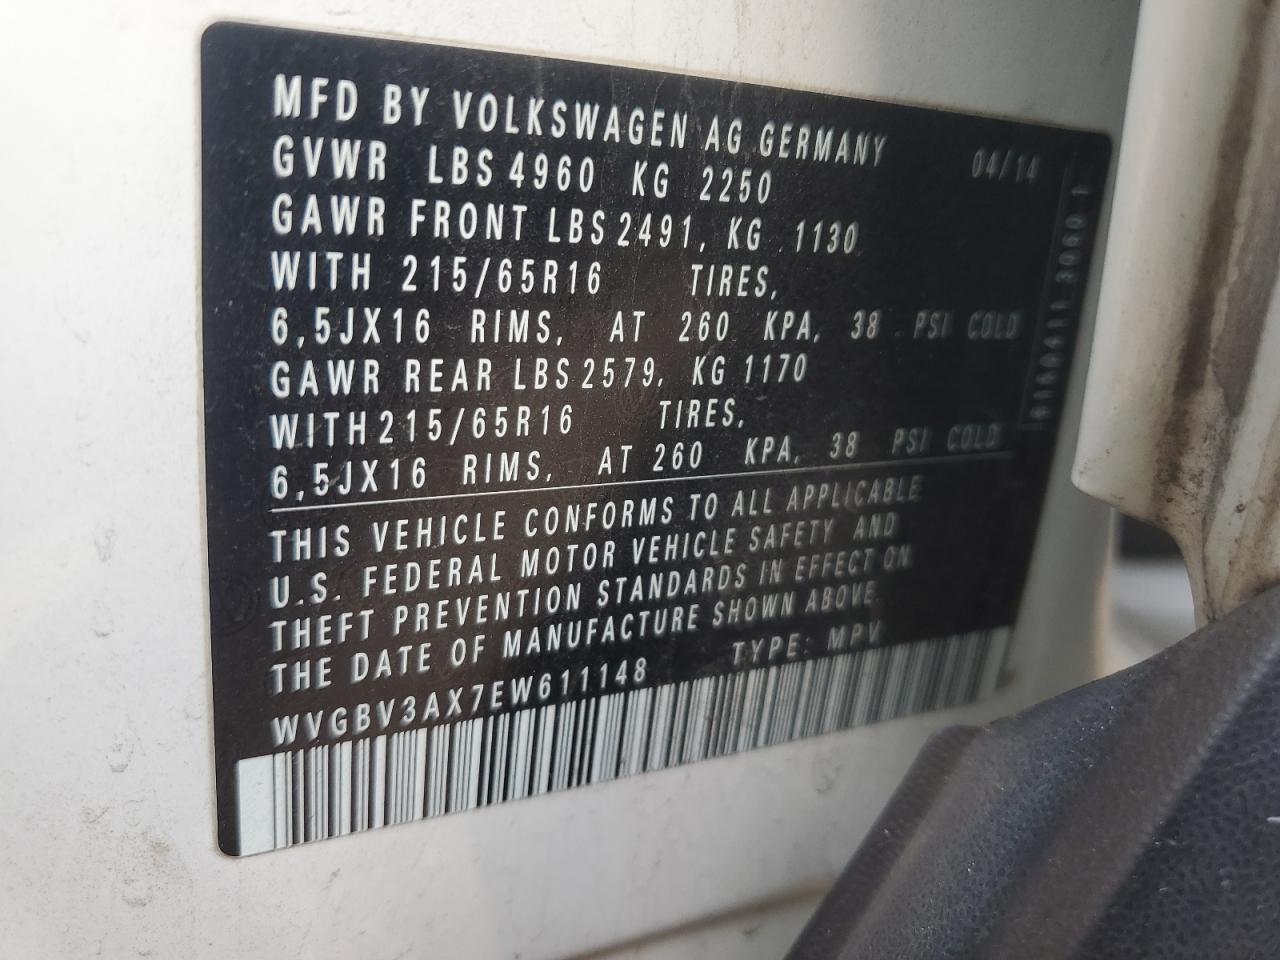 MFD BY VOLKSWAGEN AG GERMANY 04/14
GVWR LBS 4960 KG 2250
GAWR FRONT LBS 2491, KG 1130
WITH 215/65R16 TIRES,
6,5JX16 RIMS, AT 260 KPA, 38 PSI COLD
GAWR REAR LBS 2579, KG 1170
WITH 215/65R16 TIRES,
6,5JX16 RIMS, AT 260 KPA, 38 PSI COLD
THIS VEHICLE CONFORMS TO ALL APPLICABLE
U.S. FEDERAL MOTOR VEHICLE SAFETY AND
THEFT PREVENTION STANDARDS IN EFFECT ON
THE DATE OF MANUFACTURE SHOWN ABOVE.
WVGBV3AX7EW611148 TYPE: MPV